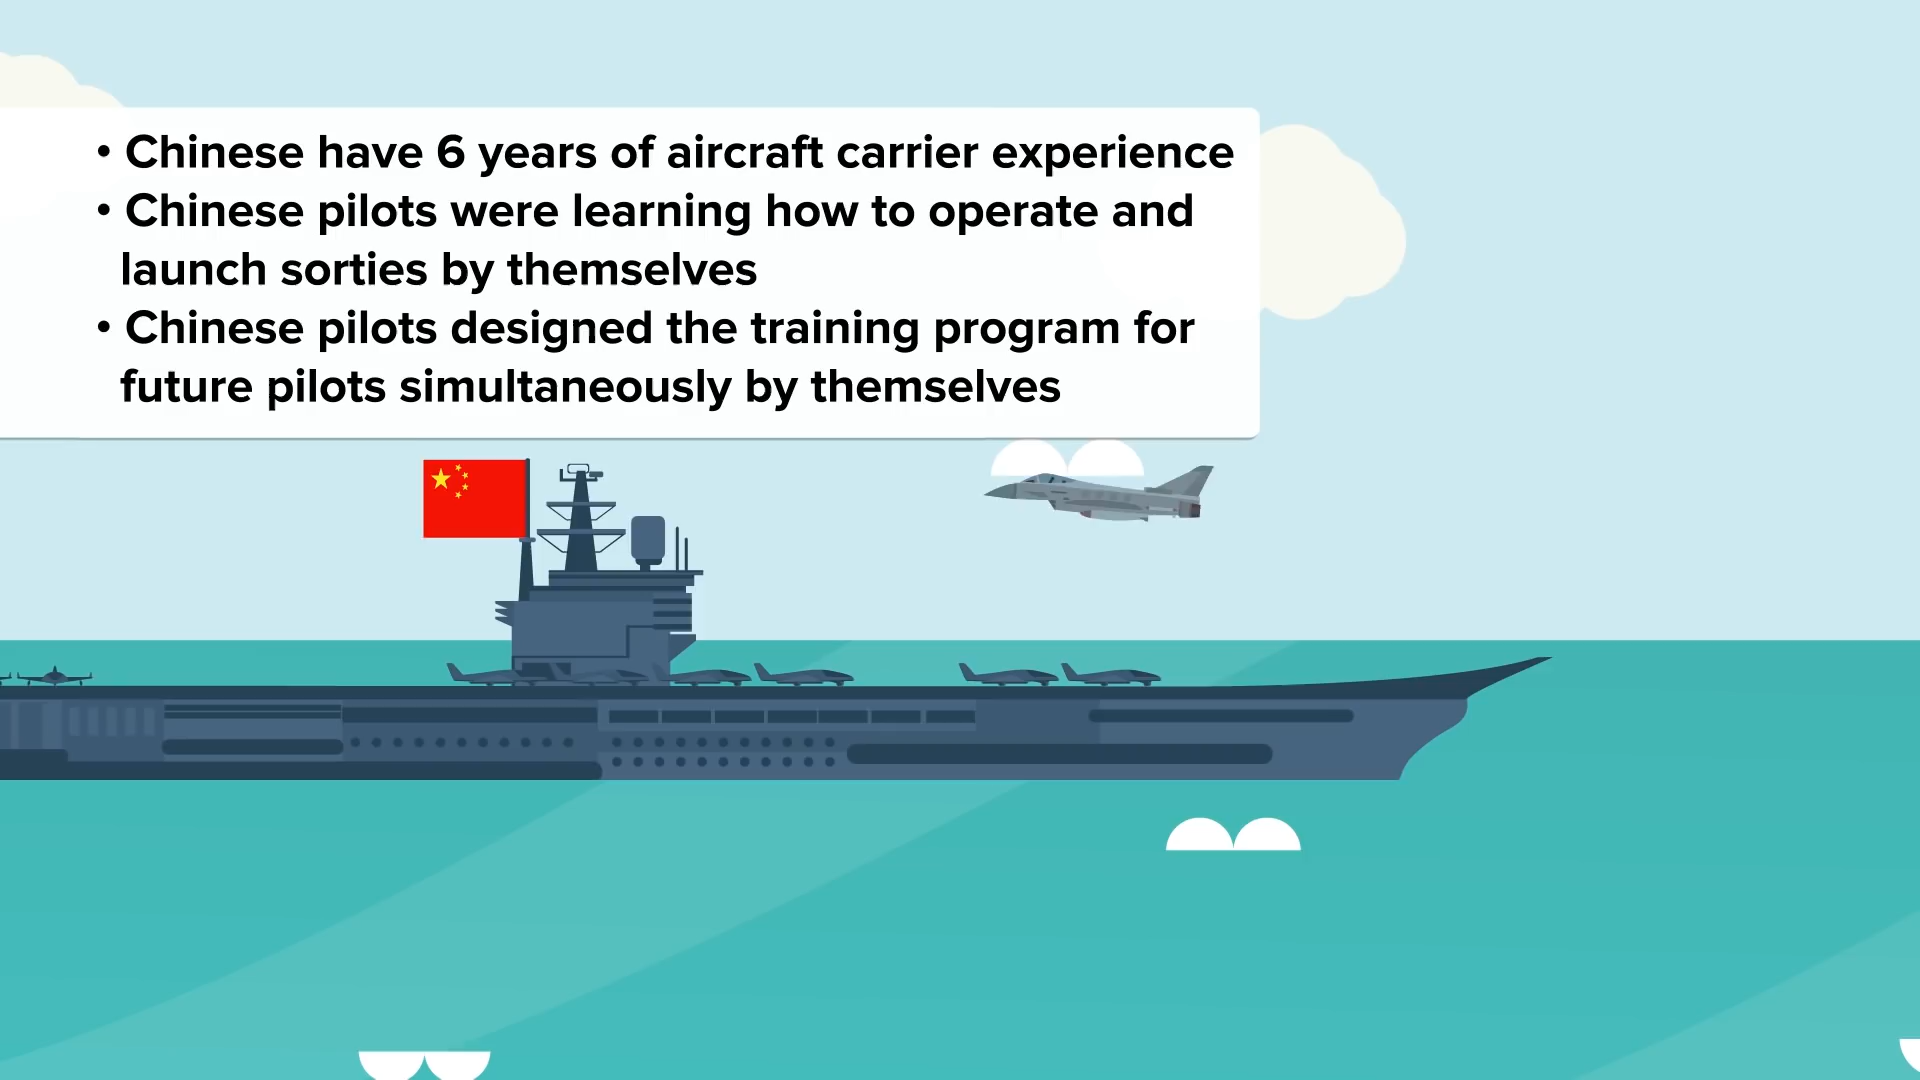 • Chinese have 6 years of aircraft carrier experience
• Chinese pilots were learning how to operate and
launch sorties by themselves
• Chinese pilots designed the training program for
future pilots simultaneously by themselves